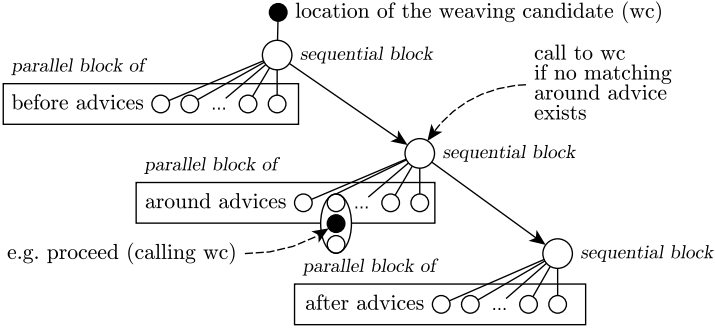 location of the weaving candidate (wc)
sequential block
call to wc
if no matching
around advice
exists
parallel block of
before advices
...
sequential block
parallel block of
around advices
...
e.g. proceed (calling wc)
sequential block
parallel block of
after advices
...